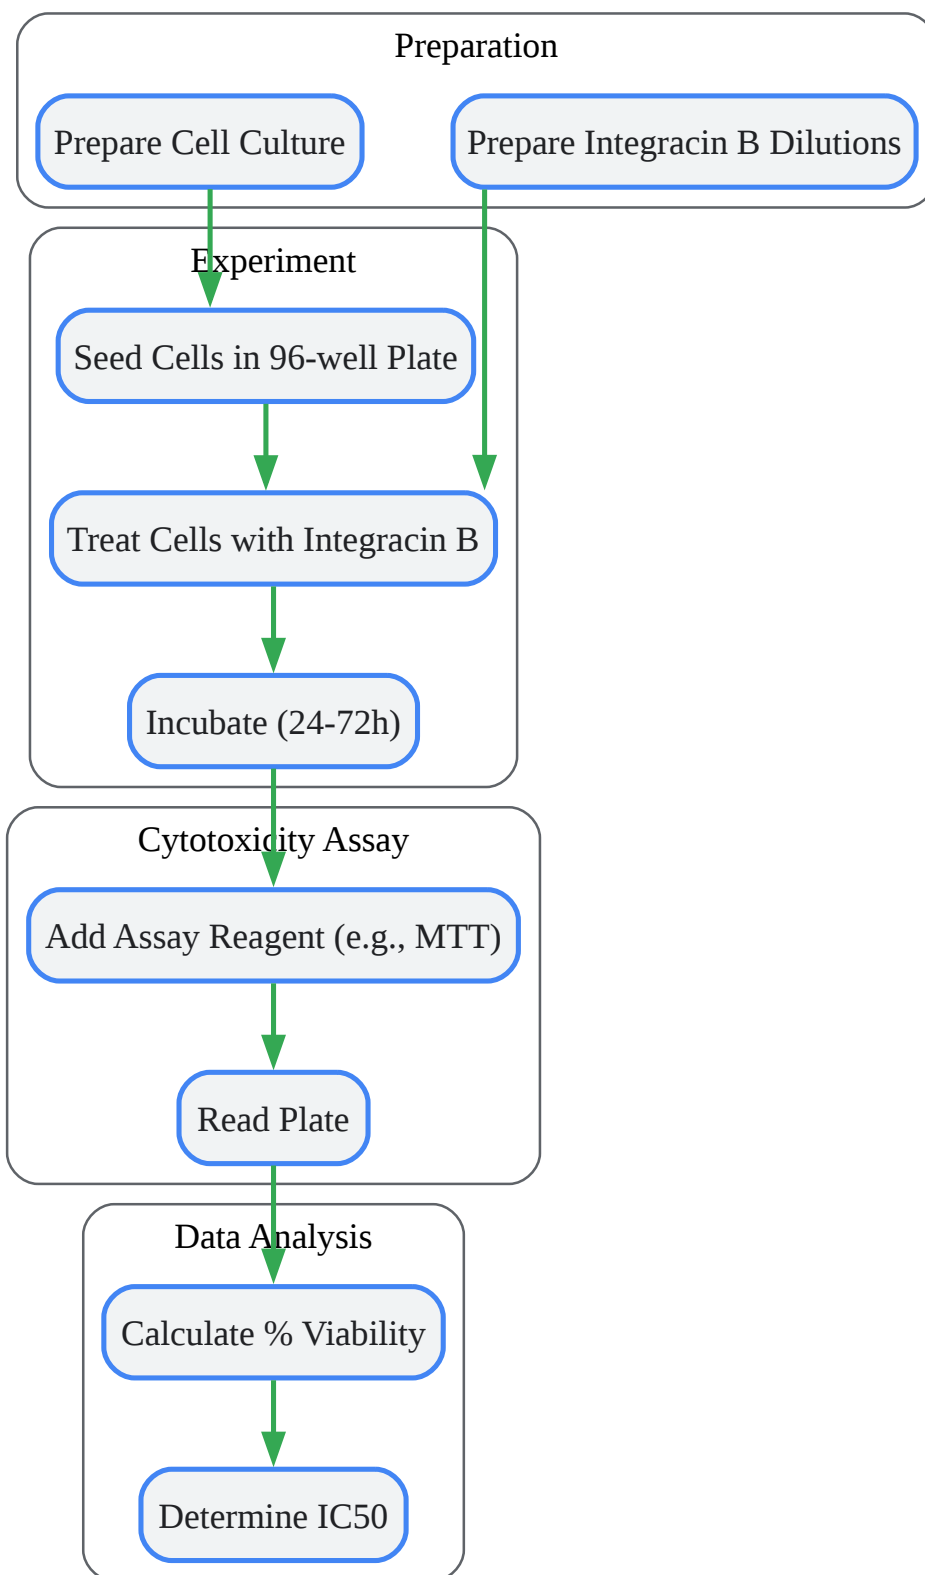 Preparation
Prepare Cell Culture
Prepare Integracin B Dilutions
Experiment
Seed Cells in 96-well Plate
Treat Cells with Integracin B
Incubate (24-72h)
Cytotoxicity Assay
Add Assay Reagent (e.g., MTT)
Read Plate
Data Analysis
Calculate % Viability
Determine IC50